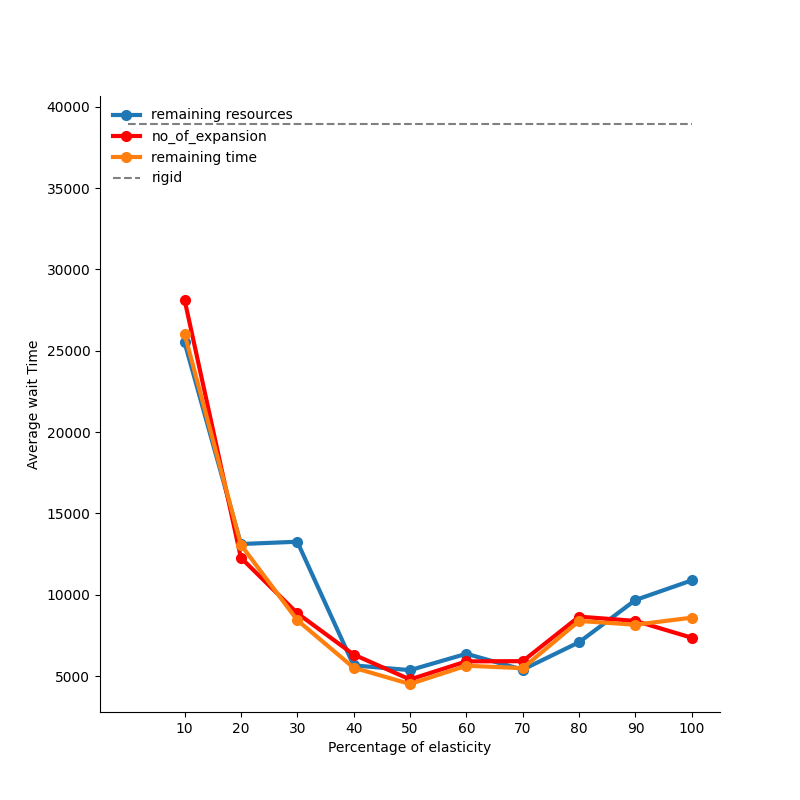 40000
35000
30000
25000
20000
15000
10000
5000
Average wait Time
remaining resources
no_of_expansion
remaining time
rigid
10 20 30 40 50 60 70 80 90 100
Percentage of elasticity